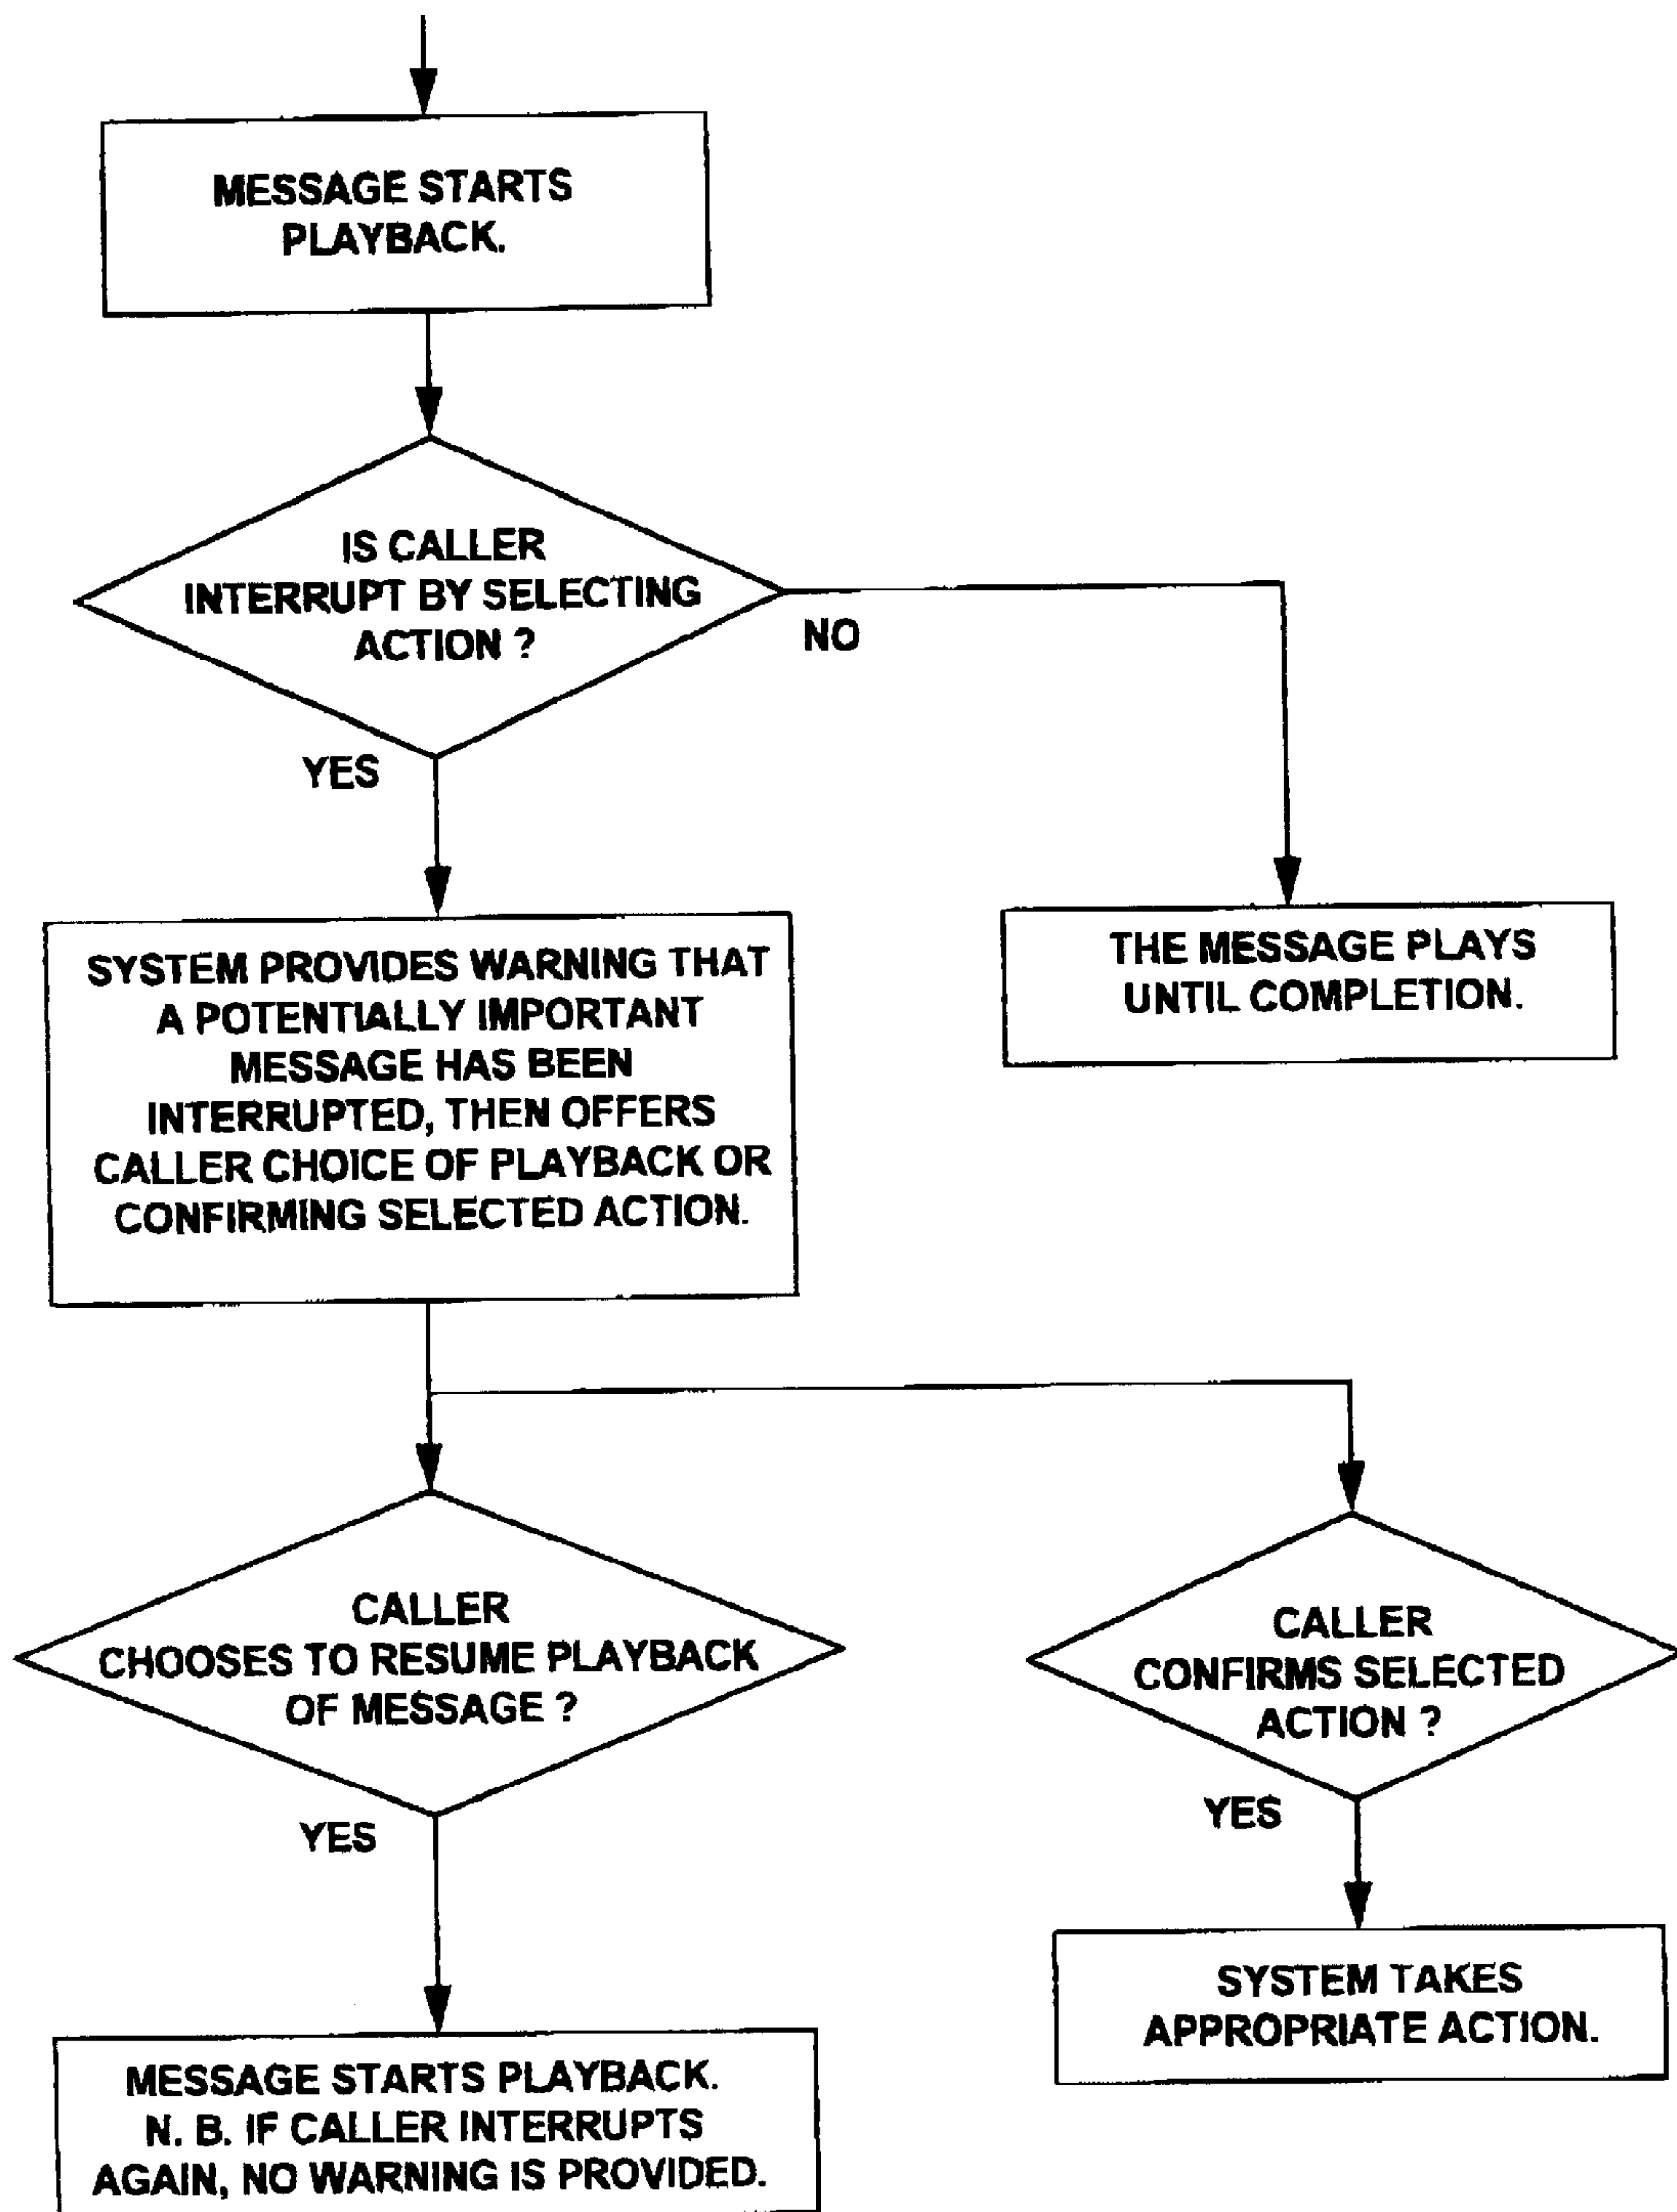 MESSAGE STARTS
PLAYBACK.
IS CALLER
INTERRUPT BY SELECTING
ACTION ?
NO
YES
SYSTEM PROVIDES WARNING THAT
A POTENTIALLY IMPORTANT
MESSAGE HAS BEEN
INTERRUPTED, THEN OFFERS
CALLER CHOICE OF PLAYBACK OR
CONFIRMING SELECTED ACTION.
THE MESSAGE PLAYS
UNTIL COMPLETION.
CALLER
CHOOSES TO RESUME PLAYBACK
OF MESSAGE ?
YES
CALLER
CONFIRMS SELECTED
ACTION ?
YES
MESSAGE STARTS PLAYBACK.
N. B. IF CALLER INTERRUPTS
AGAIN, NO WARNING IS PROVIDED.
SYSTEM TAKES
APPROPRIATE ACTION.